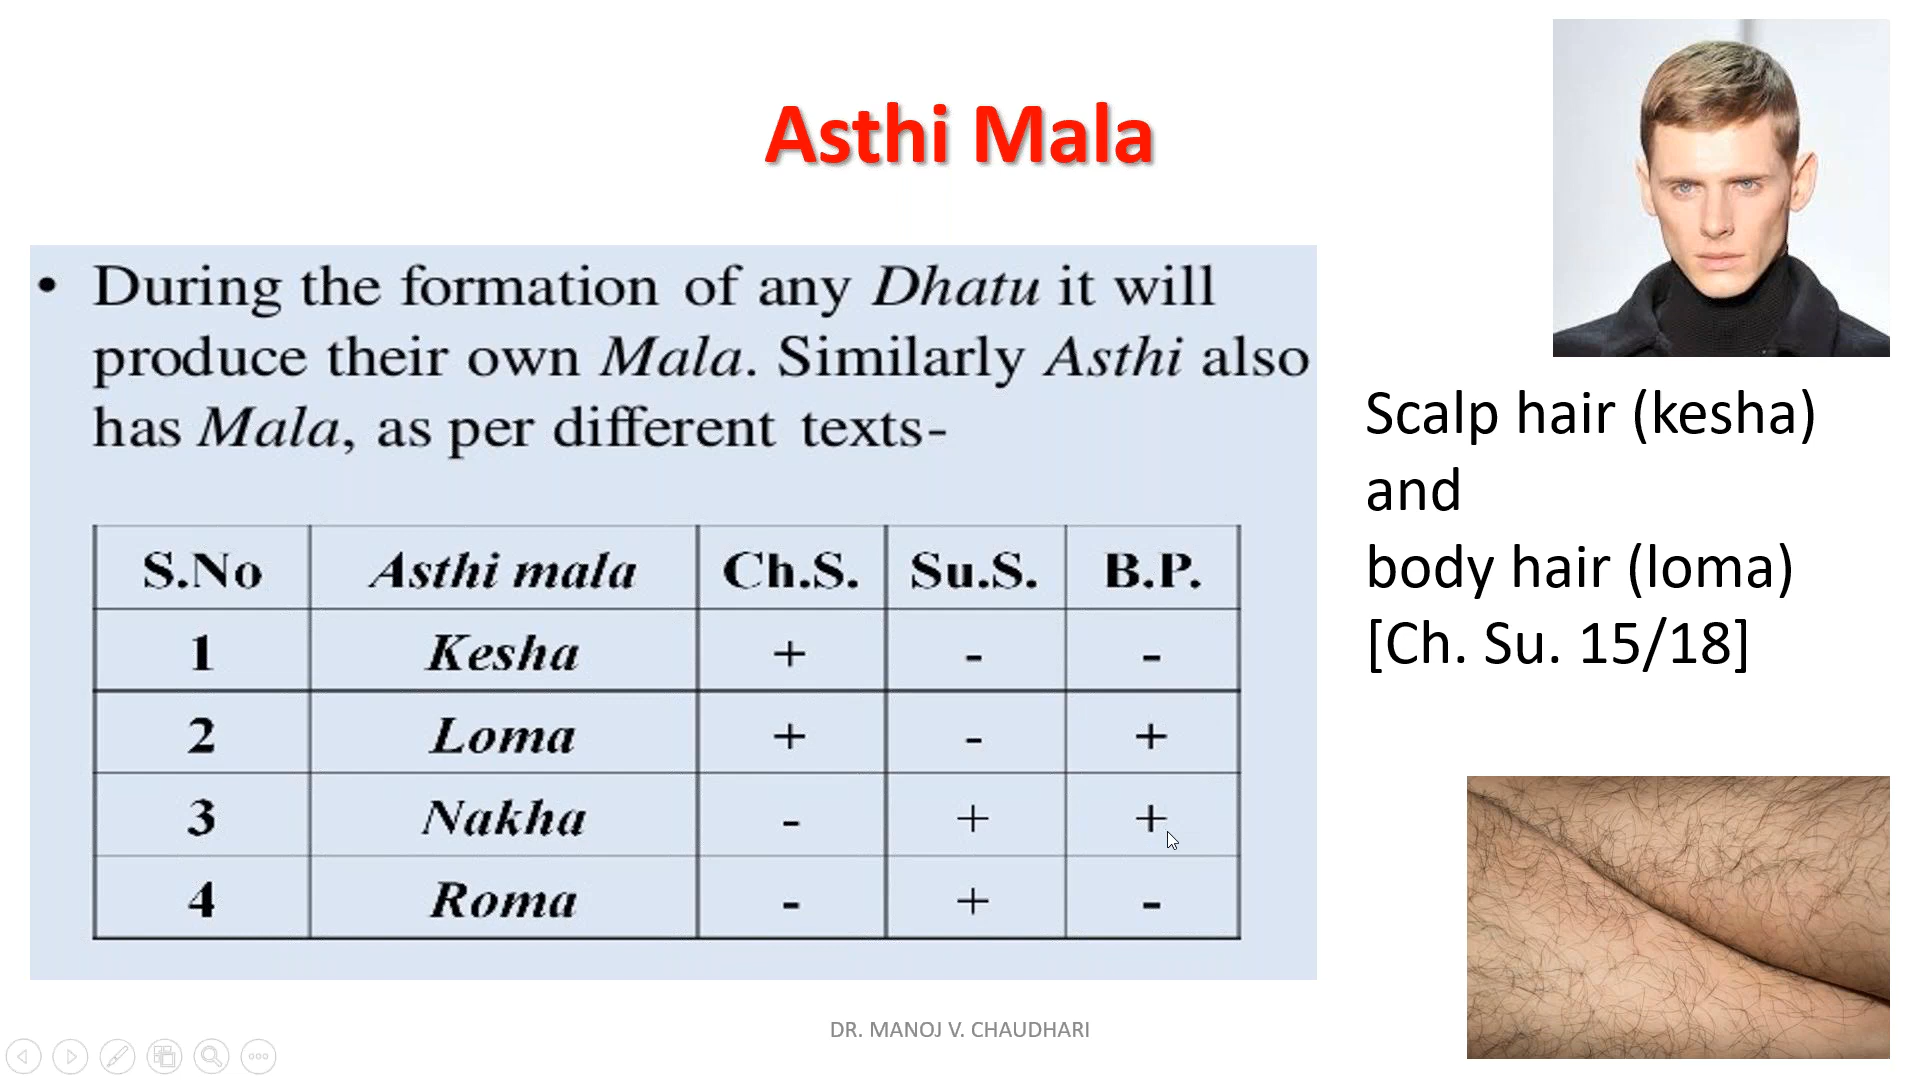 Asthi Mala
• During the formation of any Dhatu it will
produce their own Mala. Similarly Asthi also
has Mala, as per different texts-
S.No Asthi mala Ch.S. Su.S. B.P.
1 Kesha + - -
2 Loma + - +
3 Nakha - + +
4 Roma - + -
Scalp hair (kesha)
and
body hair (loma)
[Ch. Su. 15/18]
DR. MANOJ V. CHAUDHARI